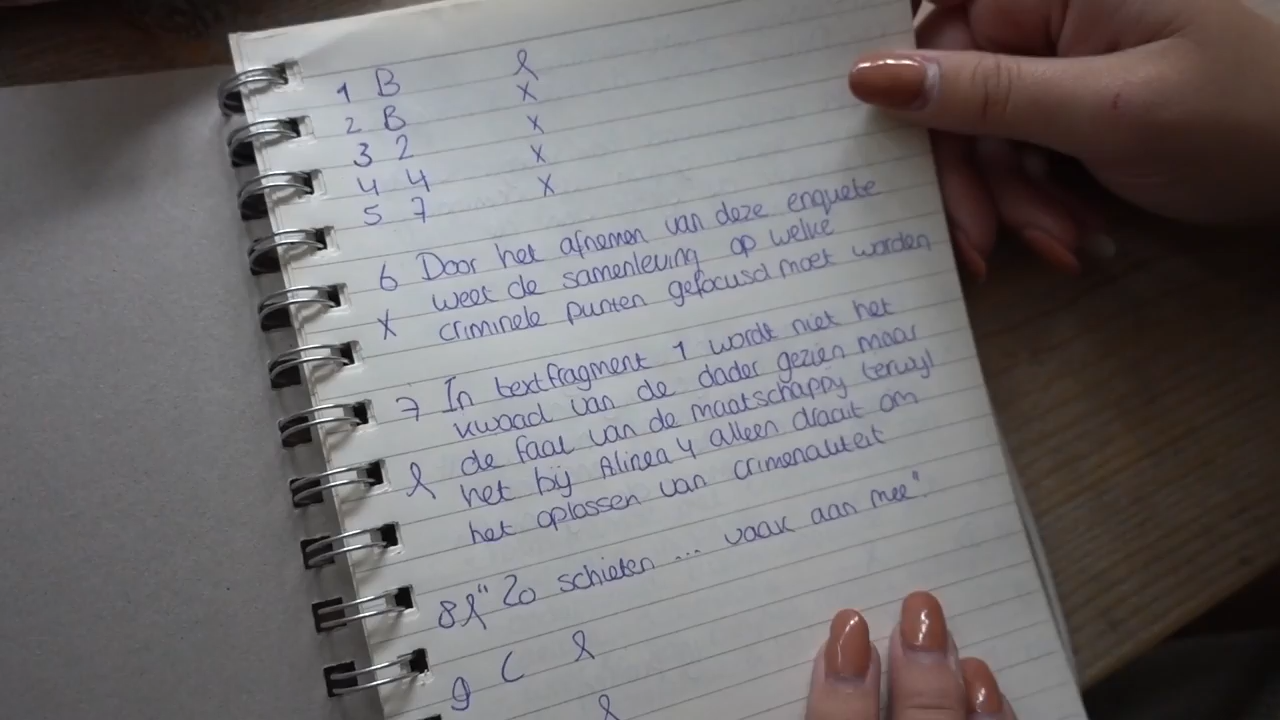 1 B ℓ
2 B x
3 2 x
4 4 x
5 7 x
6 Door het afnemen van deze enquete
weet de samenleving op welke
x criminele punten gefocusd moet worden
7 In textfragment 1 wordt niet het
kwaad van de dader gezien maar
de faal van de maatschappy terwyl
ℓ het by Alinea 4 alleen draait om
het oplossen van crimenaliteit
8 ℓ "Zo schieten ... vaak aan mee".
9 C ℓ
ℓ